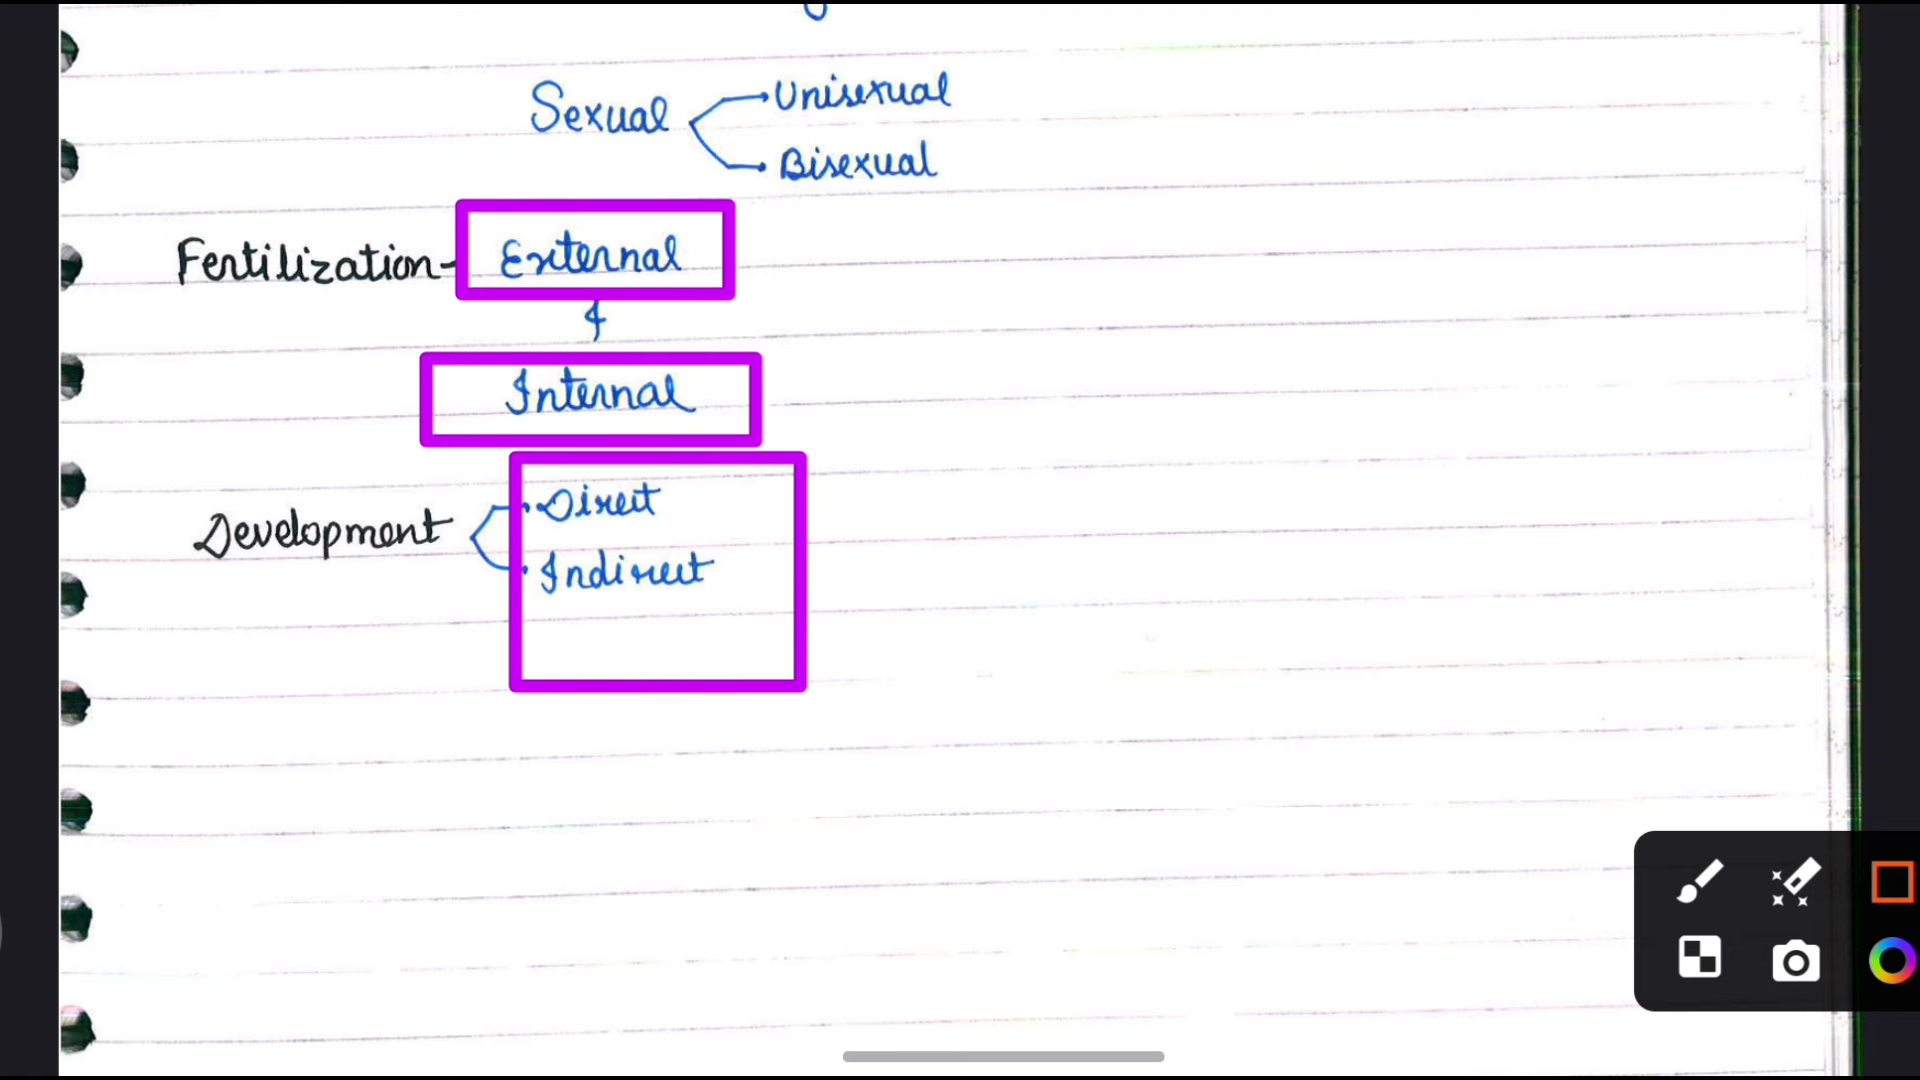 Sexual Unisexual
Bisexual
Fertilization - External
&
Internal
Development Direct
Indirect